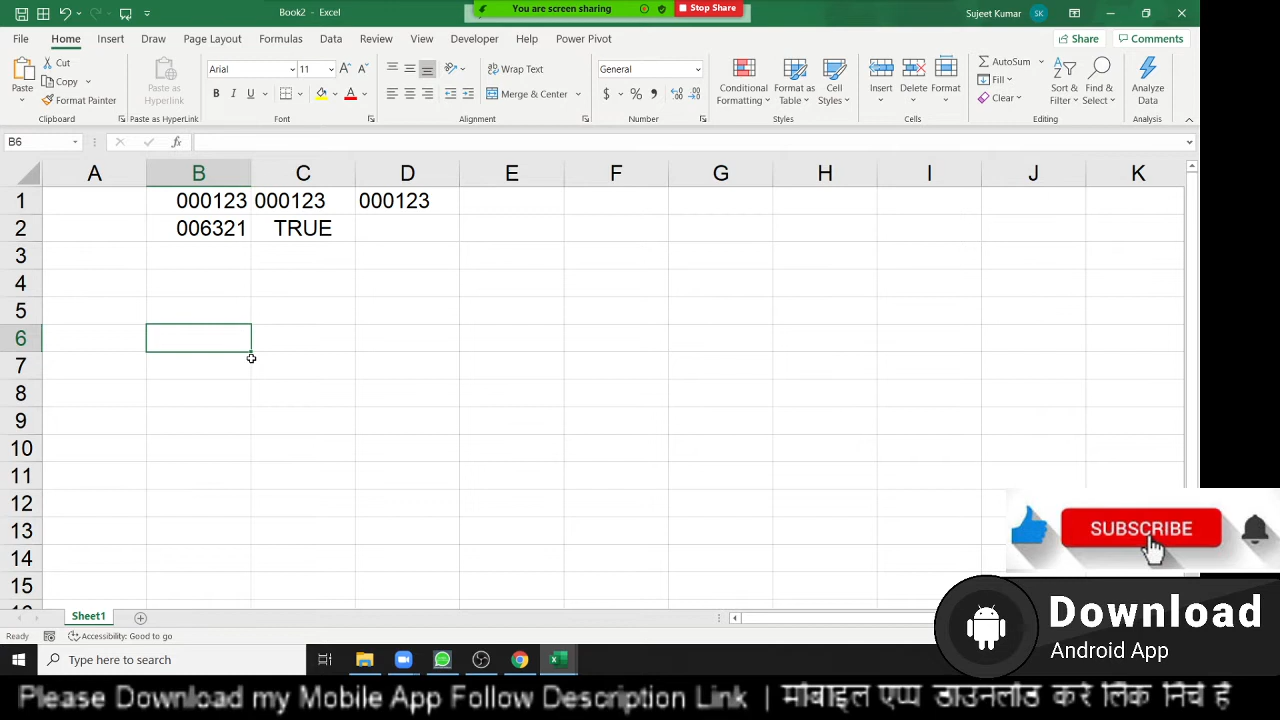 Book2 - Excel
You are screen sharing
Stop Share
Sujeet Kumar
SK
File Home Insert Draw Page Layout Formulas Data Review View Developer Help Power Pivot
Share Comments
Paste
Cut
Copy
Format Painter
Paste as Hyperlink
Arial 11
B I U
Wrap Text
Merge & Center
General
$ % ,
Conditional Formatting
Format as Table
Cell Styles
Insert Delete Format
AutoSum
Fill
Clear
Sort & Filter
Find & Select
Analyze Data
Clipboard Paste as HyperLink Font Alignment Number Styles Cells Editing Analysis
B6
fx
A B C D E F G H I J K
1 000123 000123 000123
2 006321 TRUE
3
4
5
6
7
8
9
10
11
12
13
14
15
SUBSCRIBE
Sheet1
Ready Accessibility: Good to go
Download
Android App
Type here to search
Please Download my Mobile App Follow Description Link | मोबाइल एप्प डाउनलोड करे लिंक निचे है